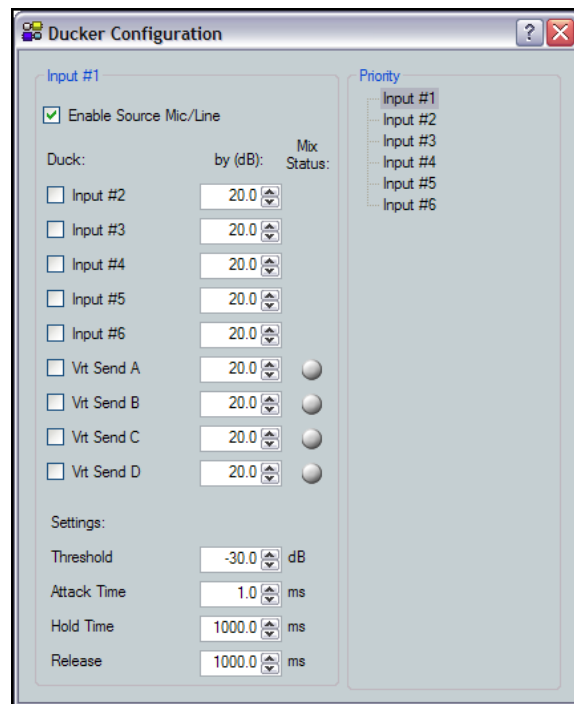 Ducker Configuration
?
Input #1
Enable Source Mic/Line
Duck: by (dB): Mix Status:
Input #2 20.0
Input #3 20.0
Input #4 20.0
Input #5 20.0
Input #6 20.0
Vrt Send A 20.0
Vrt Send B 20.0
Vrt Send C 20.0
Vrt Send D 20.0
Settings:
Threshold -30.0 dB
Attack Time 1.0 ms
Hold Time 1000.0 ms
Release 1000.0 ms
Priority
Input #1
Input #2
Input #3
Input #4
Input #5
Input #6